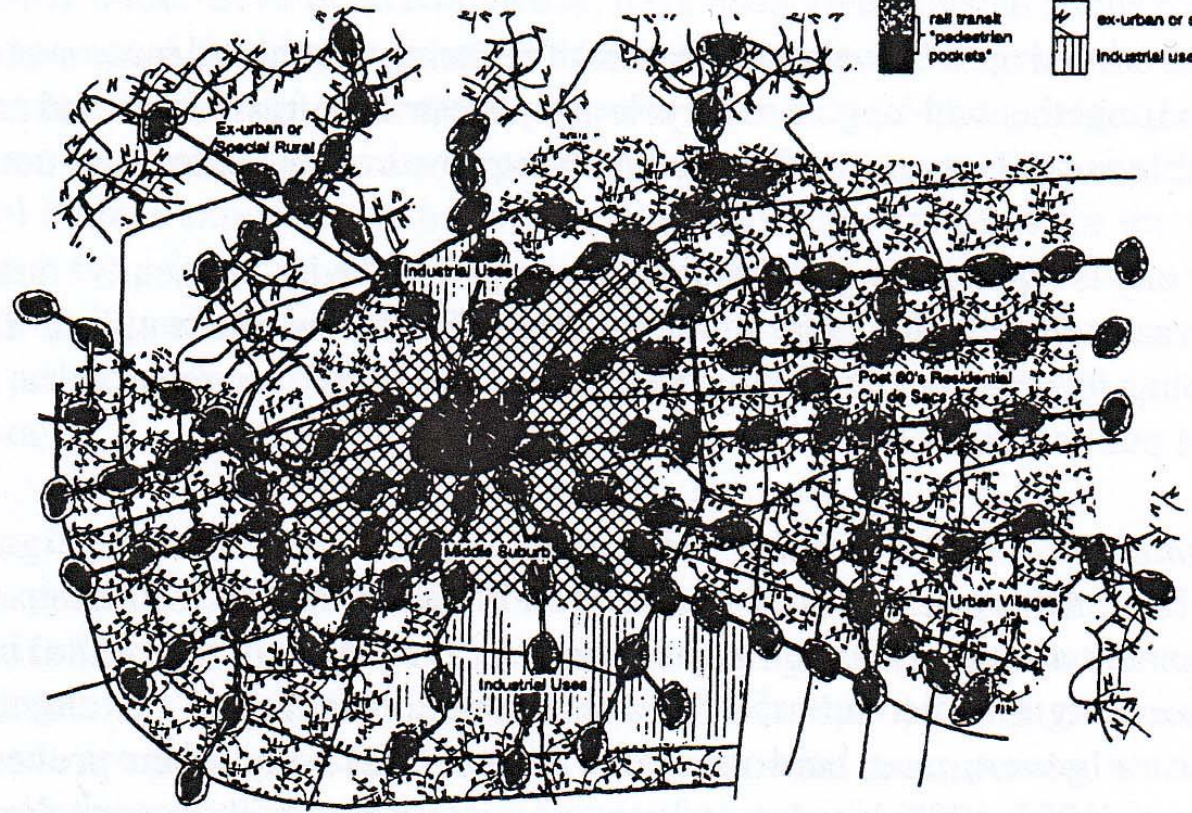 rail transit
"pedestrian
pockets"
ex-urban or
industrial use
Ex-urban or
Special Rural
Industrial Uses
Post 80's Residential
Cul de Sacs
Middle Suburb
Urban Villages
Industrial Uses